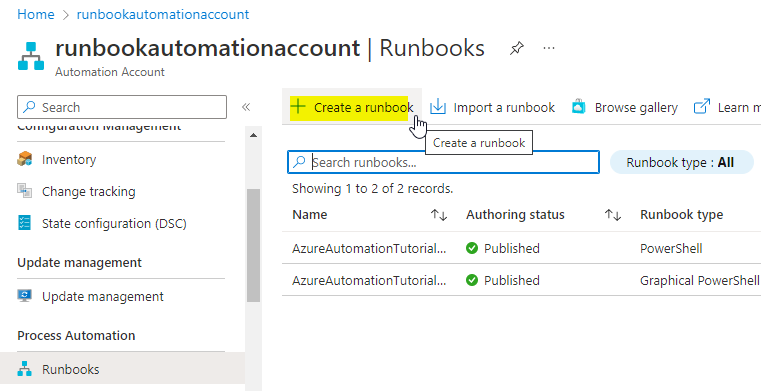 Home > runbookautomationaccount
runbookautomationaccount | Runbooks
Automation Account
Search
Configuration Management
Inventory
Change tracking
State configuration (DSC)
Update management
Update management
Process Automation
Runbooks
Create a runbook Import a runbook Browse gallery Learn m
Create a runbook
Search runbooks... Runbook type : All
Showing 1 to 2 of 2 records.
Name Authoring status Runbook type
AzureAutomationTutorial... Published PowerShell
AzureAutomationTutorial... Published Graphical PowerShell